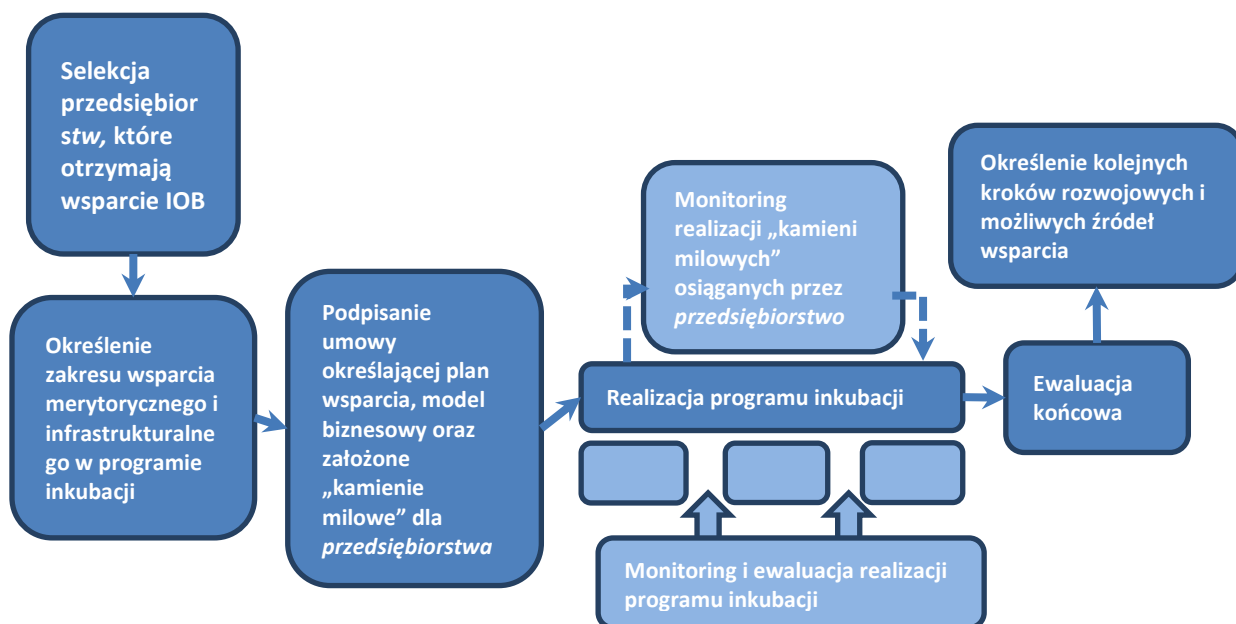 Selekcja
przedsiębior
stw, które
otrzymają
wsparcie IOB
Określenie
zakresu wsparcia
merytorycznego i
infrastrukturalne
go w programie
inkubacji
Podpisanie
umowy
określającej plan
wsparcia, model
biznesowy oraz
założone
„kamienie
milowe” dla
przedsiębiorstwa
Monitoring
realizacji „kamieni
milowych”
osiąganych przez
przedsiębiorstwo
Realizacja programu inkubacji
Monitoring i ewaluacja realizacji
programu inkubacji
Ewaluacja
końcowa
Określenie kolejnych
kroków rozwojowych i
możliwych źródeł
wsparcia